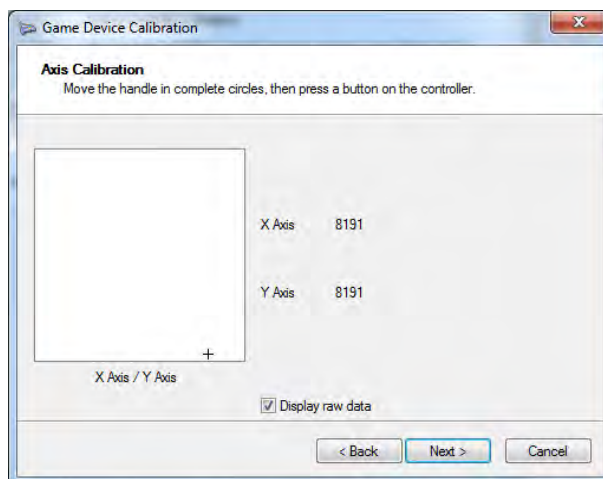 Game Device Calibration
Axis Calibration
Move the handle in complete circles, then press a button on the controller.
X Axis 8191
Y Axis 8191
X Axis / Y Axis
Display raw data
< Back Next > Cancel